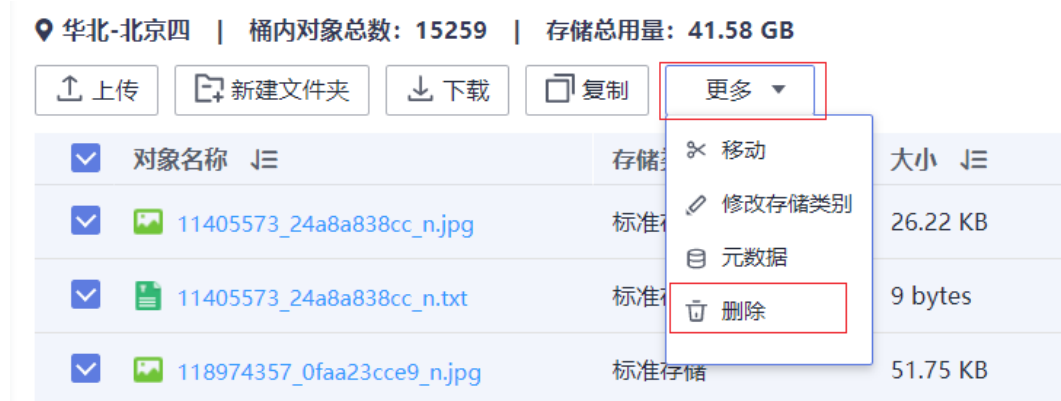 华北-北京四 | 桶内对象总数：15259 | 存储总用量：41.58 GB
上传 新建文件夹 下载 复制 更多
对象名称 存储 大小
移动
修改存储类别
11405573_24a8a838cc_n.jpg 标准 26.22 KB
元数据
11405573_24a8a838cc_n.txt 标准 9 bytes
删除
118974357_0faa23cce9_n.jpg 标准存储 51.75 KB